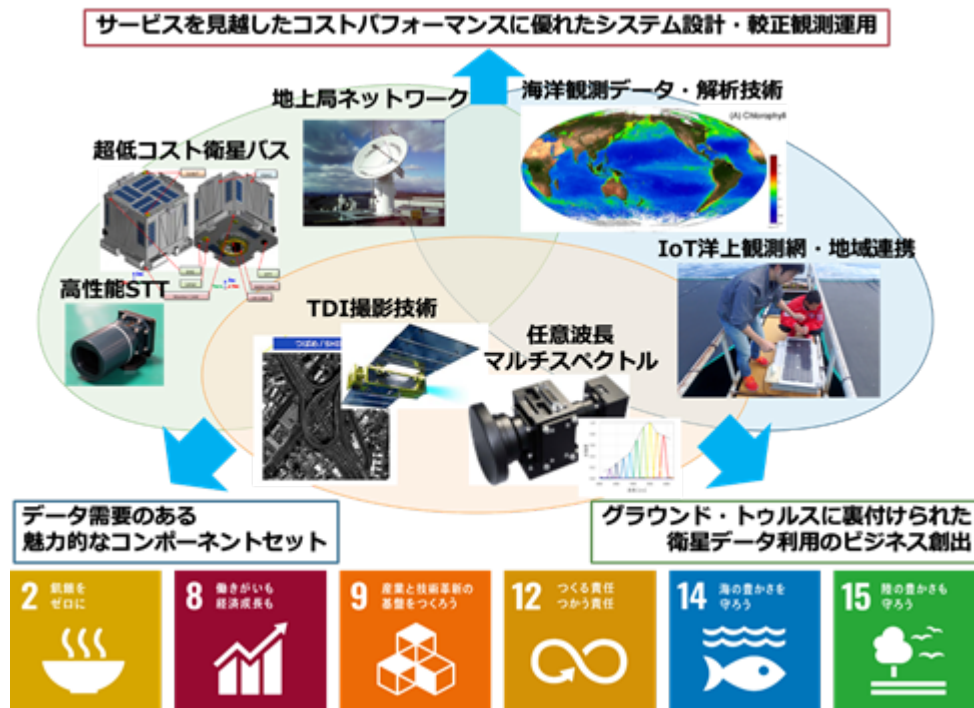 サービスを見越したコストパフォーマンスに優れたシステム設計・較正観測運用
地上局ネットワーク
海洋観測データ・解析技術
(A) Chlorophyll
超低コスト衛星バス
IoT洋上観測網・地域連携
高性能STT
TDI撮影技術
任意波長
マルチスペクトル
データ需要のある
魅力的なコンポーネントセット
グラウンド・トゥルスに裏付けられた
衛星データ利用のビジネス創出
2 飢餓を
ゼロに
8 働きがいも
経済成長も
9 産業と技術革新の
基盤をつくろう
12 つくる責任
つかう責任
14 海の豊かさを
守ろう
15 陸の豊かさも
守ろう